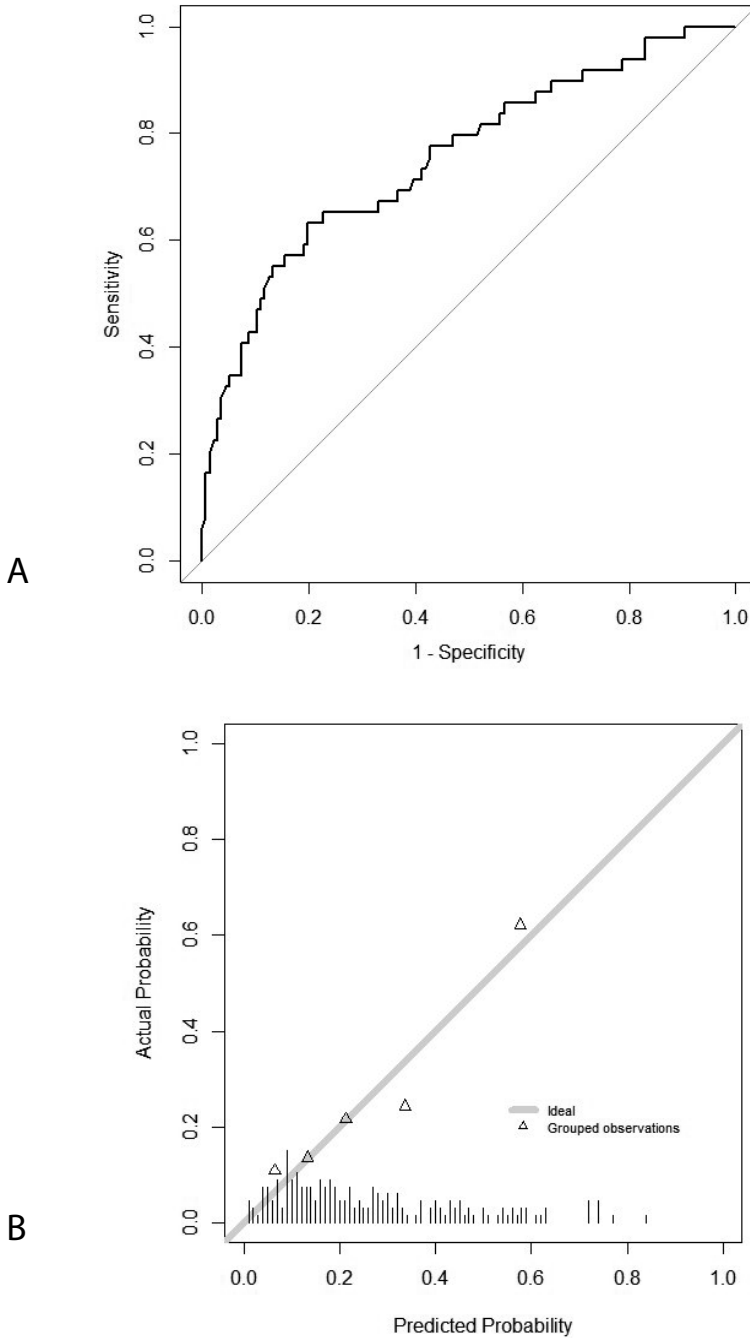 1.0
0.8
0.6
0.4
0.2
0.0
Sensitivity
A
0.0 0.2 0.4 0.6 0.8 1.0
1 - Specificity
1.0
0.8
0.6
0.4
0.2
0.0
Actual Probability
Ideal
Grouped observations
B
0.0 0.2 0.4 0.6 0.8 1.0
Predicted Probability